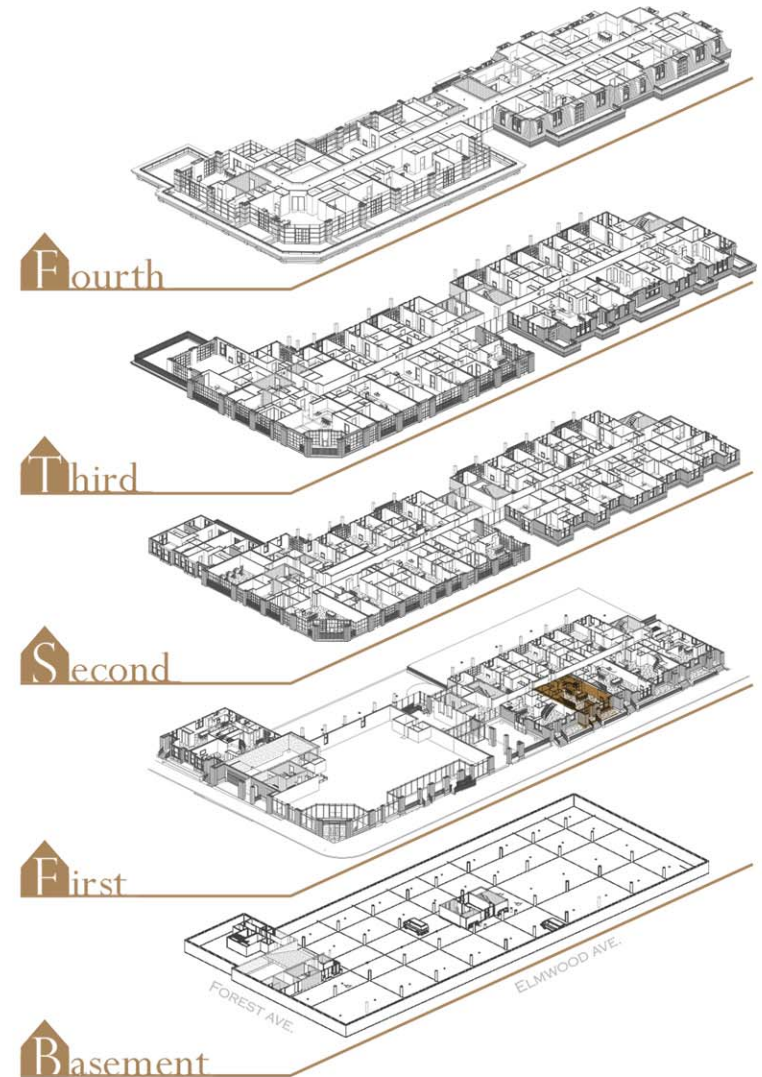 Fourth
Third
Second
First
FOREST AVE.
ELMWOOD AVE.
Basement